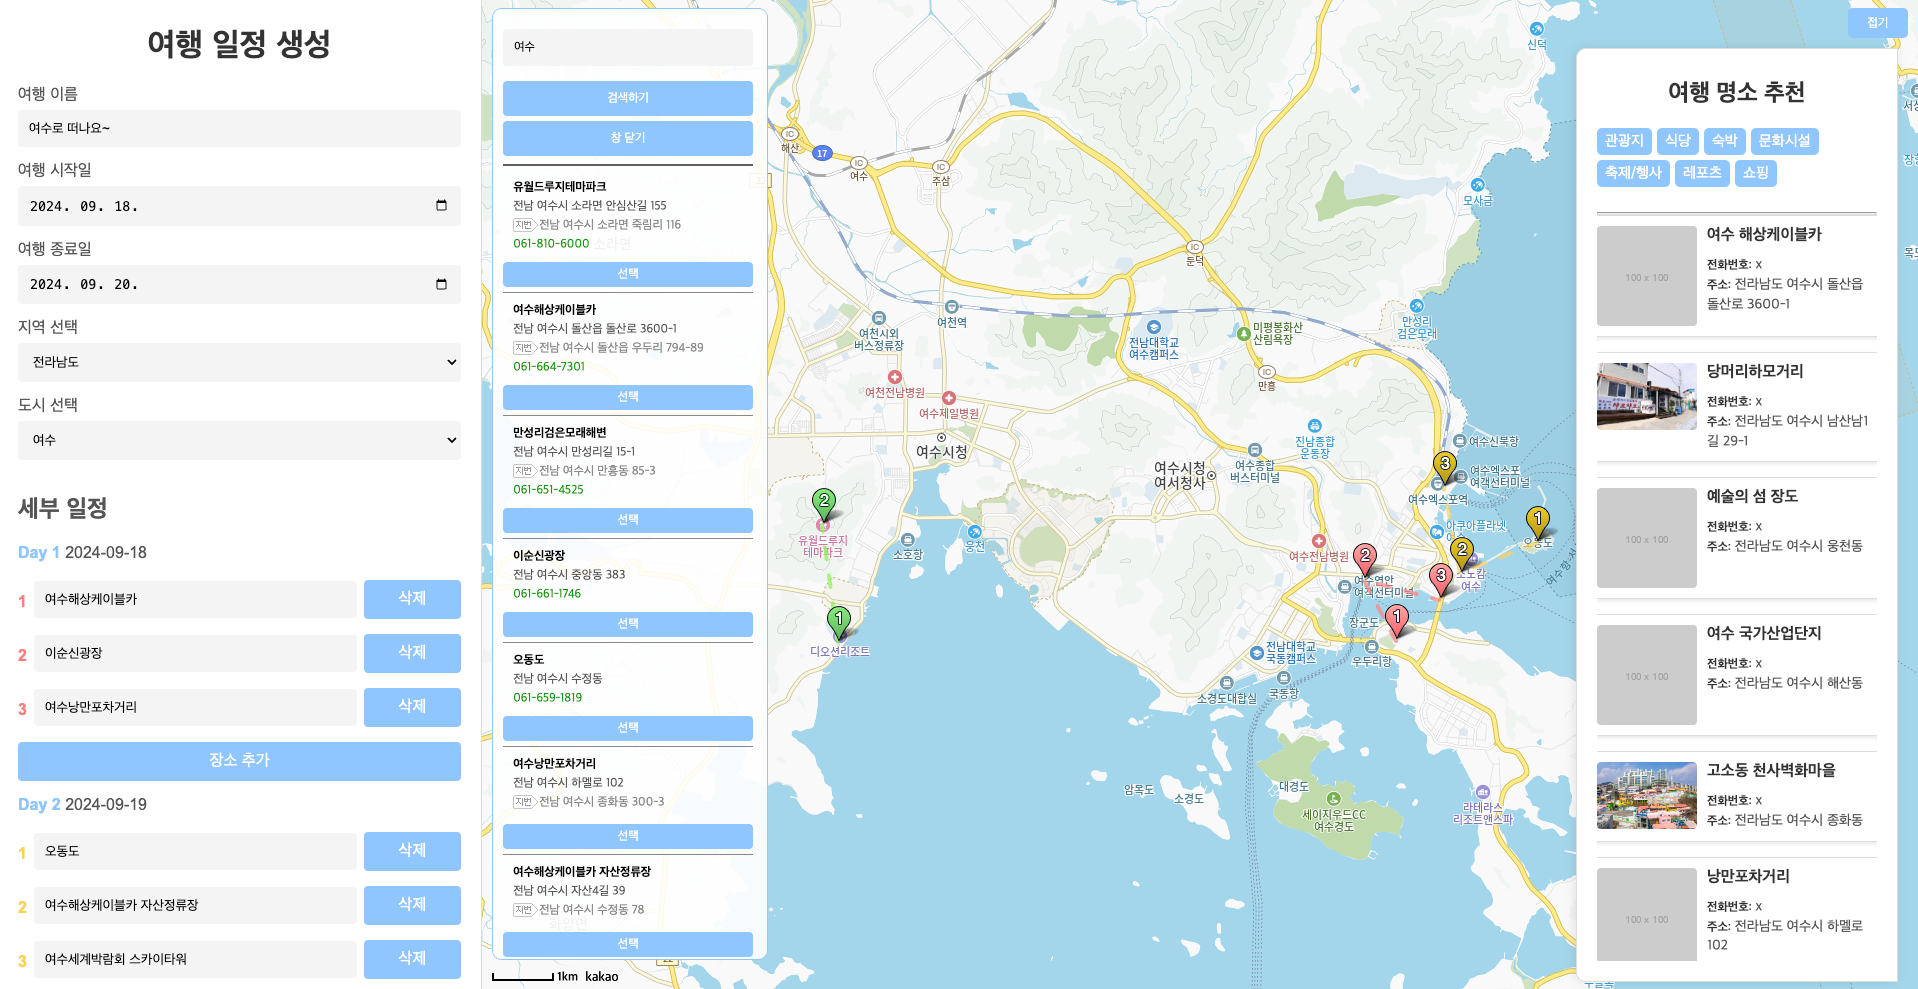 여행 일정 생성
여행 이름
여수로 떠나요~
여행 시작일
2024. 09. 18.
여행 종료일
2024. 09. 20.
지역 선택
전라남도
도시 선택
여수
세부 일정
Day 1 2024-09-18
1 여수해상케이블카 삭제
2 이순신광장 삭제
3 여수낭만포차거리 삭제
장소 추가
Day 2 2024-09-19
1 오동도 삭제
2 여수해상케이블카 자산정류장 삭제
3 여수세계박람회 스카이타워 삭제
여수
검색하기
창 닫기
유월드루지테마파크
전남 여수시 소라면 안심산길 155
지번 전남 여수시 소라면 죽림리 116
061-810-6000
소라면
선택
여수해상케이블카
전남 여수시 돌산읍 돌산로 3600-1
지번 전남 여수시 돌산읍 우두리 794-89
061-664-7301
선택
만성리검은모래해변
전남 여수시 만성리길 15-1
지번 전남 여수시 만흥동 85-3
061-651-4525
선택
이순신광장
전남 여수시 중앙동 383
061-661-1746
선택
오동도
전남 여수시 수정동
061-659-1819
선택
여수낭만포차거리
전남 여수시 하멜로 102
지번 전남 여수시 종화동 300-3
선택
여수해상케이블카 자산정류장
전남 여수시 자산4길 39
지번 전남 여수시 수정동 78
화양면
선택
22
1km kakao
신덕
IC
해산
17
IC
여수
IC
주삼
모사금
IC
둔덕
여천시외
버스정류장
여천역
전남대학교
여수캠퍼스
미평봉화산
산림욕장
만성리
검은모래
IC
만흥
여천전남병원
여수제일병원
여수시청
진남종합
운동장
여수신북항
여수시청
여서청사
여수종합
버스터미널
3
여수엑스포
여객선터미널
여수엑스포역
2
유월드루지
테마파크
소호항
웅천
아쿠아플라넷
1
오동도
여수전남병원
2
2
소노캄
여수
3
여수연안
여객선터미널
1
디오션리조트
1
장군도
전남대학교
국동캠퍼스
우두리항
소경도대합실
국동항
암목도
소경도
대경도
세이지우드CC
여수경도
라테라스
리조트앤스파
접기
여행 명소 추천
관광지 식당 숙박 문화시설
축제/행사 레포츠 쇼핑
100 x 100
여수 해상케이블카
전화번호: x
주소: 전라남도 여수시 돌산읍
돌산로 3600-1
당머리하모거리
전화번호: x
주소: 전라남도 여수시 남산남1
길 29-1
100 x 100
예술의 섬 장도
전화번호: x
주소: 전라남도 여수시 웅천동
100 x 100
여수 국가산업단지
전화번호: x
주소: 전라남도 여수시 해산동
고소동 천사벽화마을
전화번호: x
주소: 전라남도 여수시 종화동
100 x 100
낭만포차거리
전화번호: x
주소: 전라남도 여수시 하멜로
102